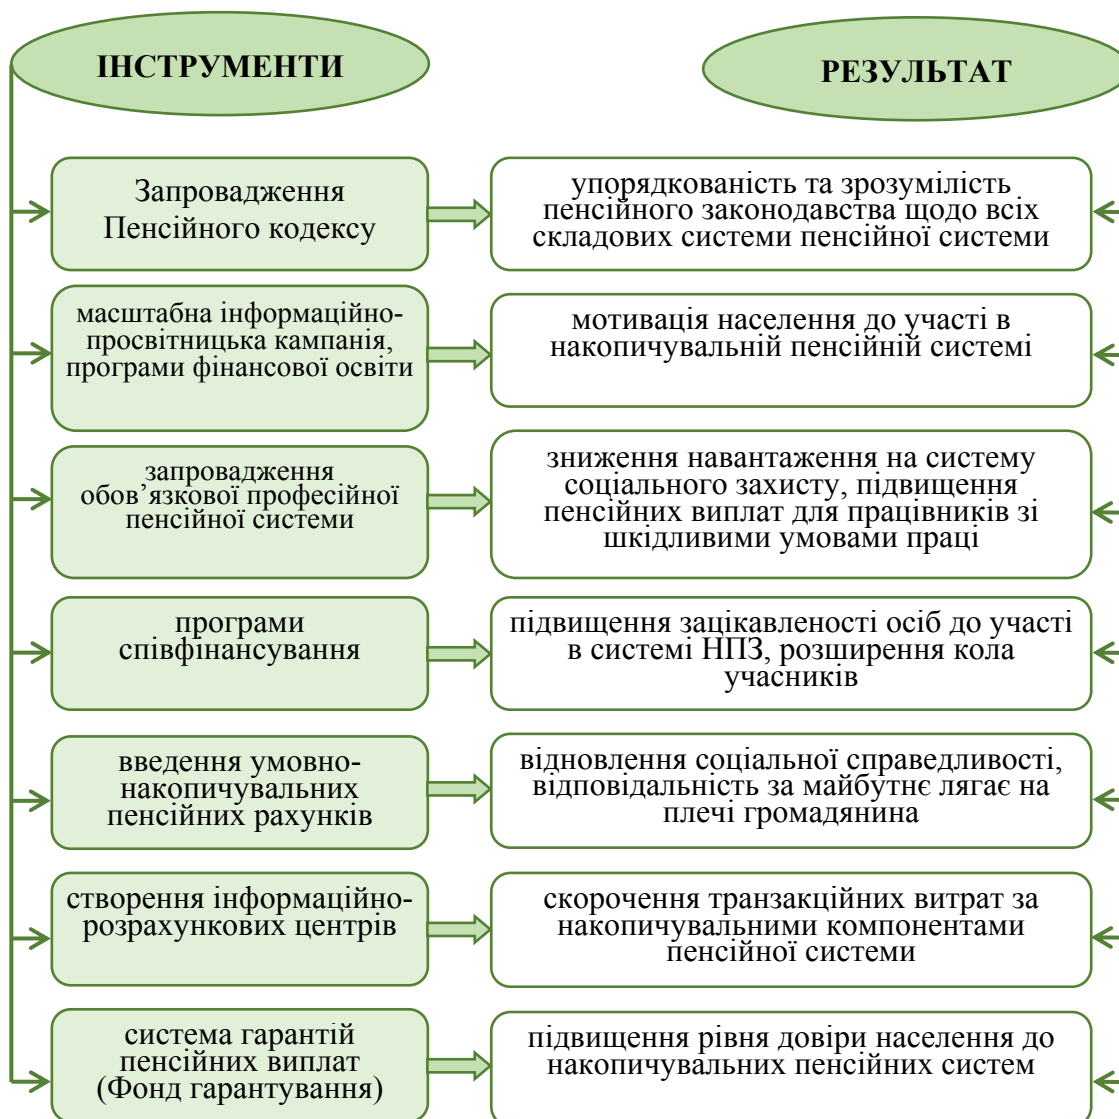 ІНСТРУМЕНТИ
РЕЗУЛЬТАТ
Запровадження
Пенсійного кодексу
упорядкованість та зрозумілість
пенсійного законодавства щодо всіх
складових системи пенсійної системи
масштабна інформаційно-
просвітницька кампанія,
програми фінансової освіти
мотивація населення до участі в
накопичувальній пенсійній системі
запровадження
обов’язкової професійної
пенсійної системи
зниження навантаження на систему
соціального захисту, підвищення
пенсійних виплат для працівників зі
шкідливими умовами праці
програми
співфінансування
підвищення зацікавленості осіб до участі
в системі НПЗ, розширення кола
учасників
введення умовно-
накопичувальних
пенсійних рахунків
відновлення соціальної справедливості,
відповідальність за майбутнє лягає на
плечі громадянина
створення інформаційно-
розрахункових центрів
скорочення транзакційних витрат за
накопичувальними компонентами
пенсійної системи
система гарантій
пенсійних виплат
(Фонд гарантування)
підвищення рівня довіри населення до
накопичувальних пенсійних систем